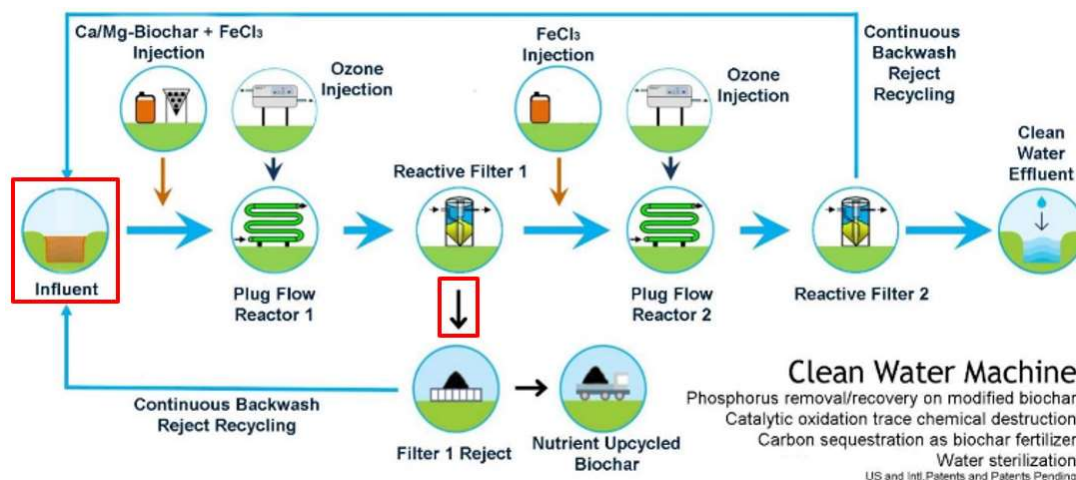 Ca/Mg-Biochar + FeCl₃
Injection
Ozone
Injection
FeCl₃
Injection
Ozone
Injection
Continuous
Backwash
Reject
Recycling
Clean
Water
Effluent
Reactive Filter 1
Influent
Plug Flow
Reactor 1
Plug Flow
Reactor 2
Reactive Filter 2
Continuous Backwash
Reject Recycling
Filter 1 Reject
Nutrient Upcycled
Biochar
Clean Water Machine
Phosphorus removal/recovery on modified biochar
Catalytic oxidation trace chemical destruction
Carbon sequestration as biochar fertilizer
Water sterilization
US and Intl.Patents and Patents Pending